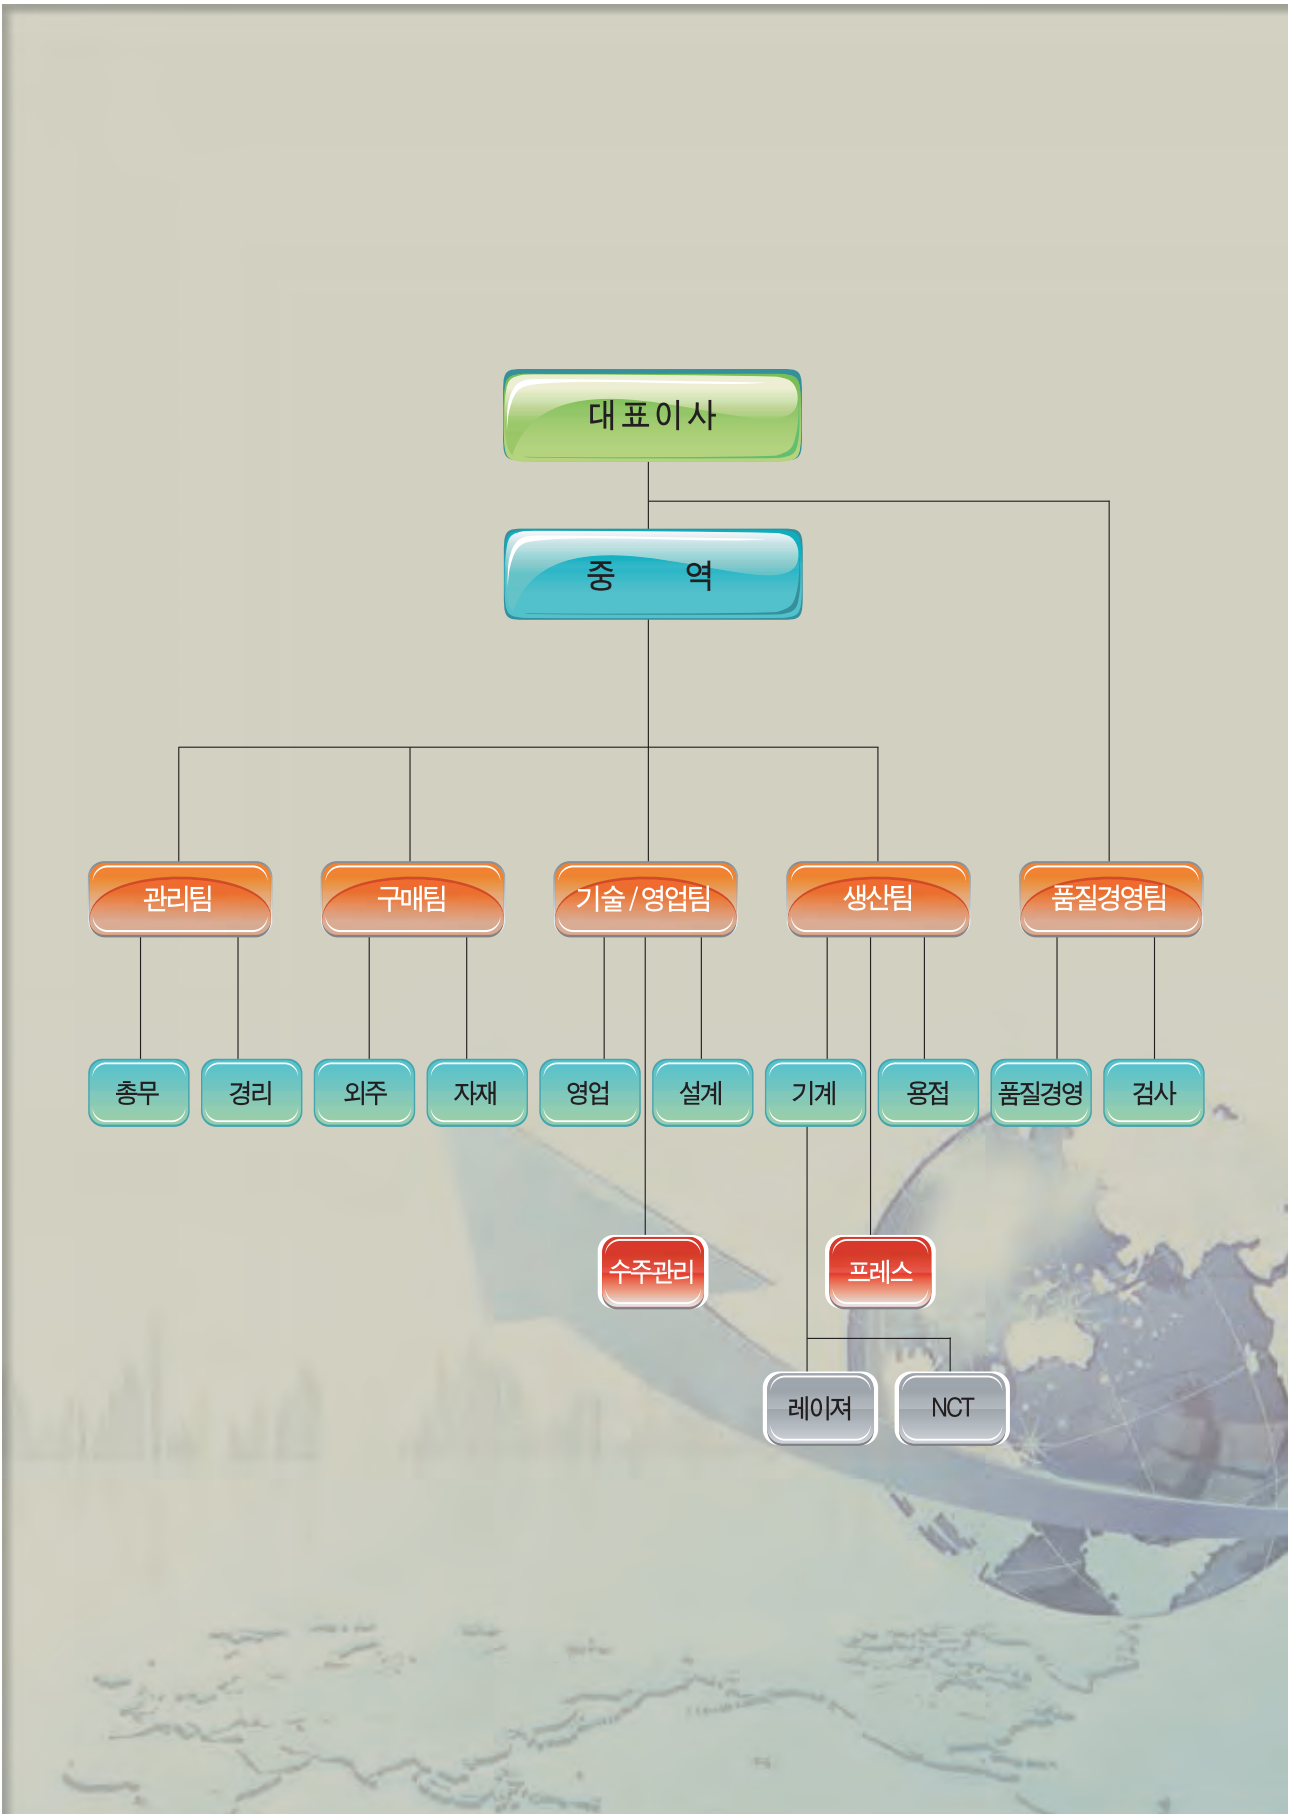 대표이사
중 역
관리팀 구매팀 기술 / 영업팀 생산팀 품질경영팀
총무 경리 외주 자재 영업 설계 기계 용접 품질경영 검사
수주관리 프레스
레이져 NCT